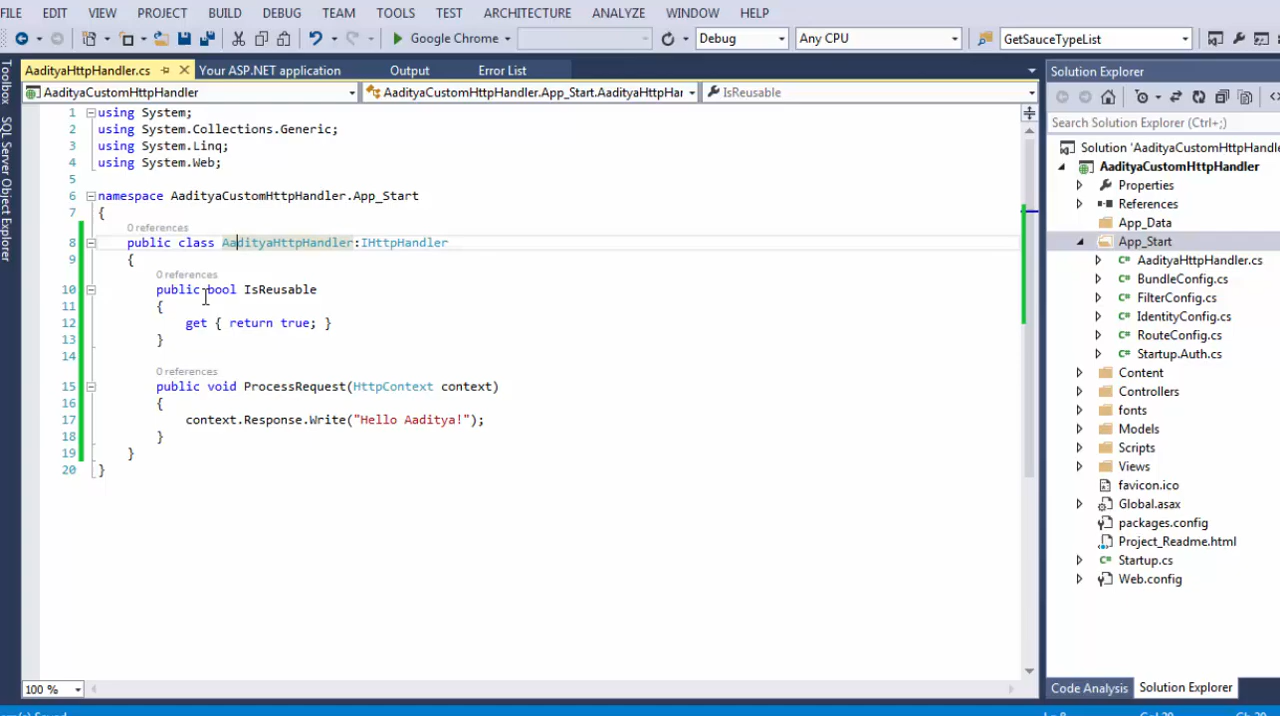 FILE EDIT VIEW PROJECT BUILD DEBUG TEAM TOOLS TEST ARCHITECTURE ANALYZE WINDOW HELP
Google Chrome Debug Any CPU GetSauceTypeList
Toolbox
SQL Server Object Explorer
AadityaHttpHandler.cs Your ASP.NET application Output Error List
AadityaCustomHttpHandler AadityaCustomHttpHandler.App_Start.AadityaHttpHar IsReusable
1 using System;
2 using System.Collections.Generic;
3 using System.Linq;
4 using System.Web;
5
6 namespace AadityaCustomHttpHandler.App_Start
7 {
0 references
8 public class AadityaHttpHandler:IHttpHandler
9 {
0 references
10 public bool IsReusable
11 {
12 get { return true; }
13 }
14
0 references
15 public void ProcessRequest(HttpContext context)
16 {
17 context.Response.Write("Hello Aaditya!");
18 }
19 }
20 }
100 %
Solution Explorer
Search Solution Explorer (Ctrl+;)
Solution 'AadityaCustomHttpHandle
AadityaCustomHttpHandler
Properties
References
App_Data
App_Start
AadityaHttpHandler.cs
BundleConfig.cs
FilterConfig.cs
IdentityConfig.cs
RouteConfig.cs
Startup.Auth.cs
Content
Controllers
fonts
Models
Scripts
Views
favicon.ico
Global.asax
packages.config
Project_Readme.html
Startup.cs
Web.config
Code Analysis Solution Explorer